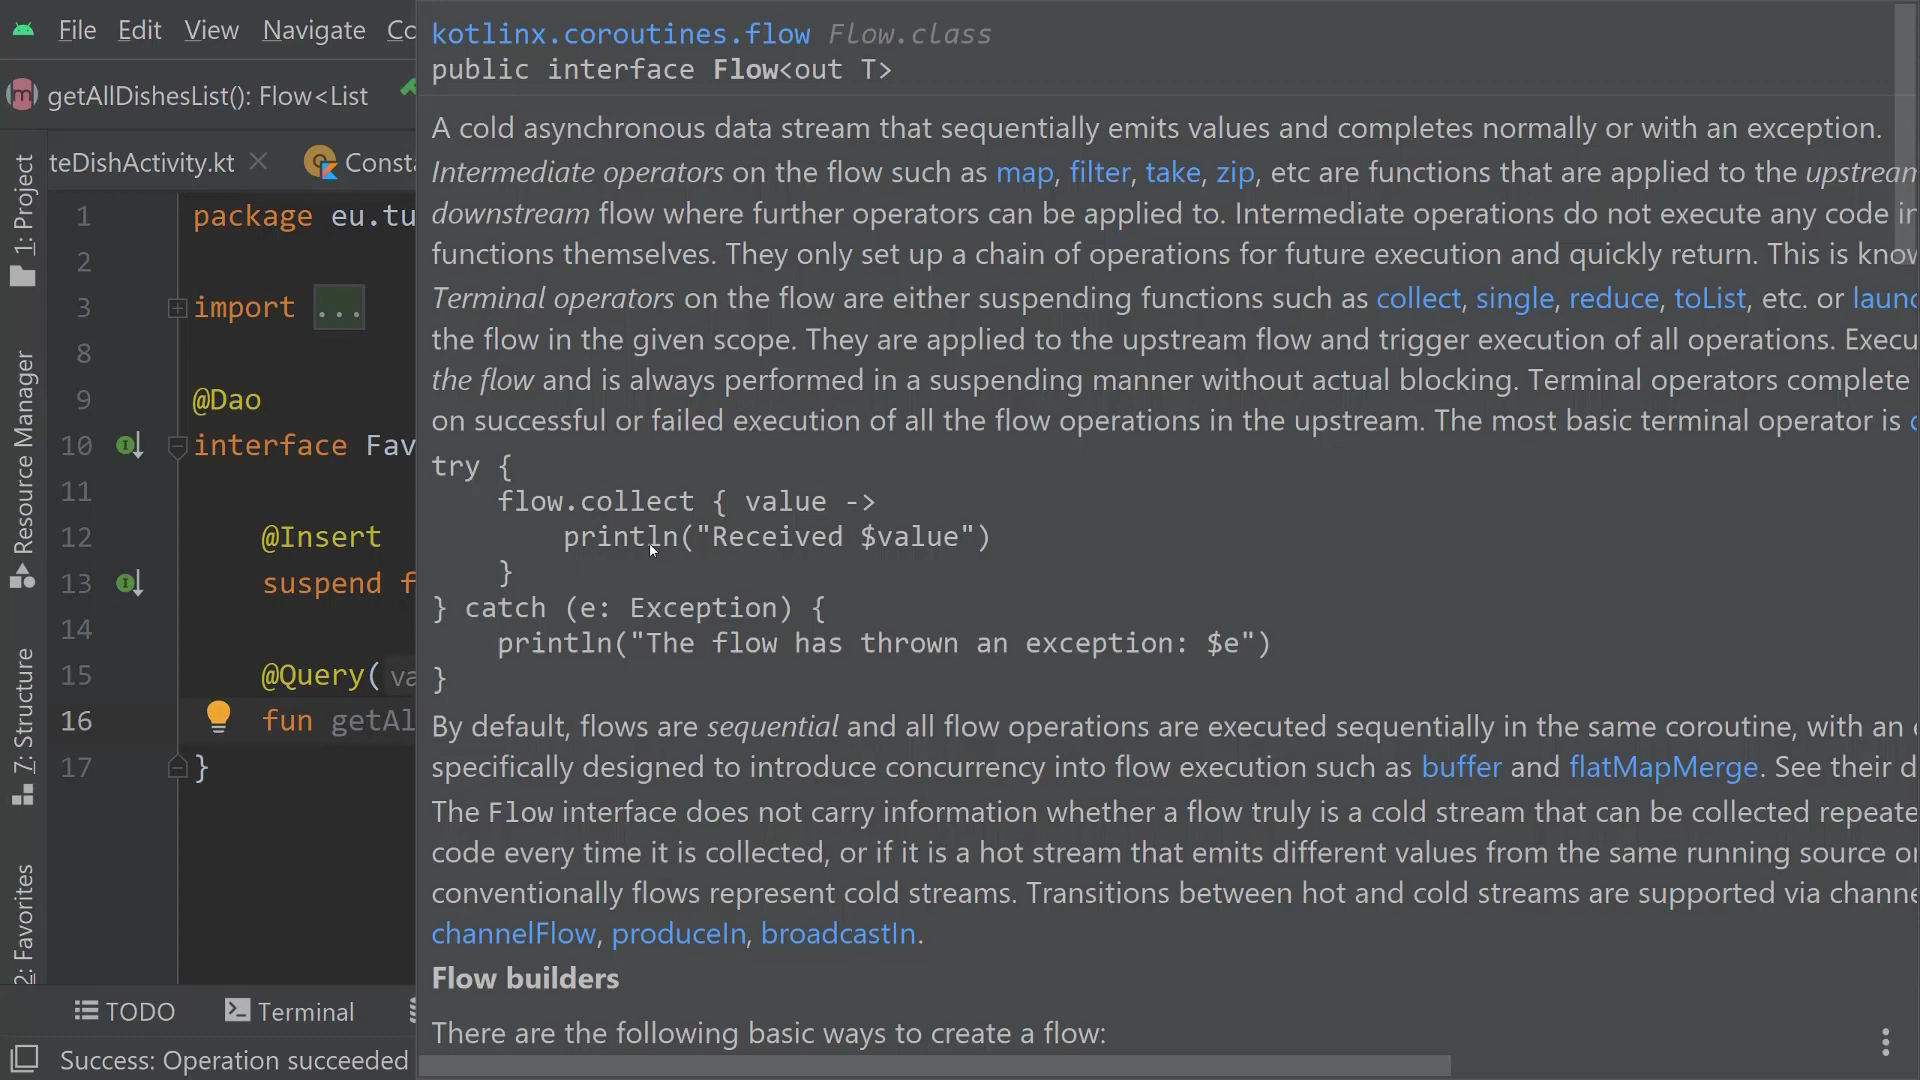 File Edit View Navigate Co
getAllDishesList(): Flow<List
teDishActivity.kt Consta
1: Project
Resource Manager
7: Structure
2: Favorites
1 package eu.tu
2
3 import ...
8
9 @Dao
10 interface Fav
11
12 @Insert
13 suspend f
14
15 @Query( va
16 fun getAl
17 }
TODO Terminal
Success: Operation succeeded
kotlinx.coroutines.flow Flow.class
public interface Flow<out T>
A cold asynchronous data stream that sequentially emits values and completes normally or with an exception.
Intermediate operators on the flow such as map, filter, take, zip, etc are functions that are applied to the upstream
downstream flow where further operators can be applied to. Intermediate operations do not execute any code in
functions themselves. They only set up a chain of operations for future execution and quickly return. This is know
Terminal operators on the flow are either suspending functions such as collect, single, reduce, toList, etc. or launc
the flow in the given scope. They are applied to the upstream flow and trigger execution of all operations. Execu
the flow and is always performed in a suspending manner without actual blocking. Terminal operators complete
on successful or failed execution of all the flow operations in the upstream. The most basic terminal operator is c
try {
flow.collect { value ->
println("Received $value")
}
} catch (e: Exception) {
println("The flow has thrown an exception: $e")
}
By default, flows are sequential and all flow operations are executed sequentially in the same coroutine, with an e
specifically designed to introduce concurrency into flow execution such as buffer and flatMapMerge. See their d
The Flow interface does not carry information whether a flow truly is a cold stream that can be collected repeate
code every time it is collected, or if it is a hot stream that emits different values from the same running source or
conventionally flows represent cold streams. Transitions between hot and cold streams are supported via channe
channelFlow, produceIn, broadcastIn.
Flow builders
There are the following basic ways to create a flow: